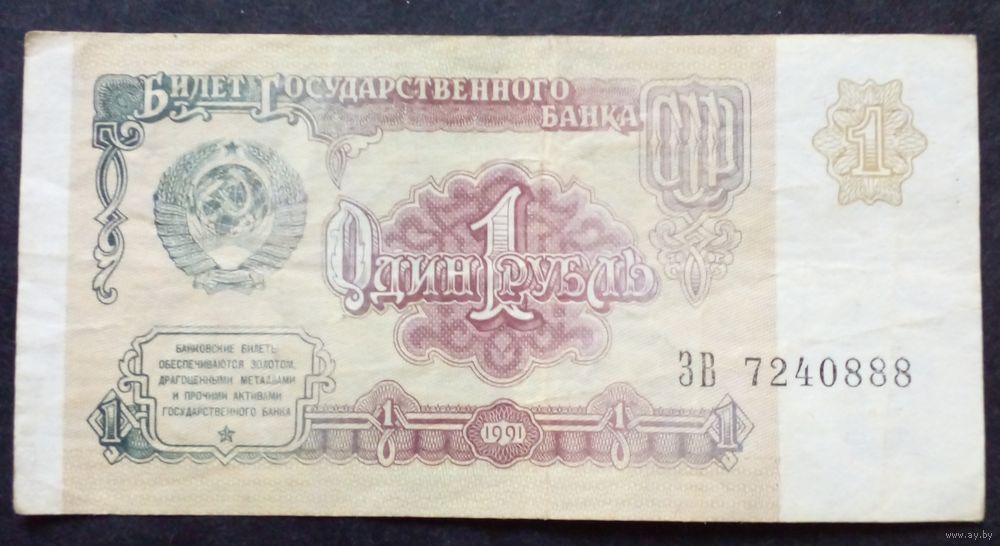 Билет Государственного
Банка СССР
1
Один 1 рубль
БАНКОВСКИЕ БИЛЕТЫ
ОБЕСПЕЧИВАЮТСЯ ЗОЛОТОМ,
ДРАГОЦЕННЫМИ МЕТАЛЛАМИ
И ПРОЧИМИ АКТИВАМИ
ГОСУДАРСТВЕННОГО БАНКА
ЗВ 7240888
1 1 1991 1 1
www.ay.by